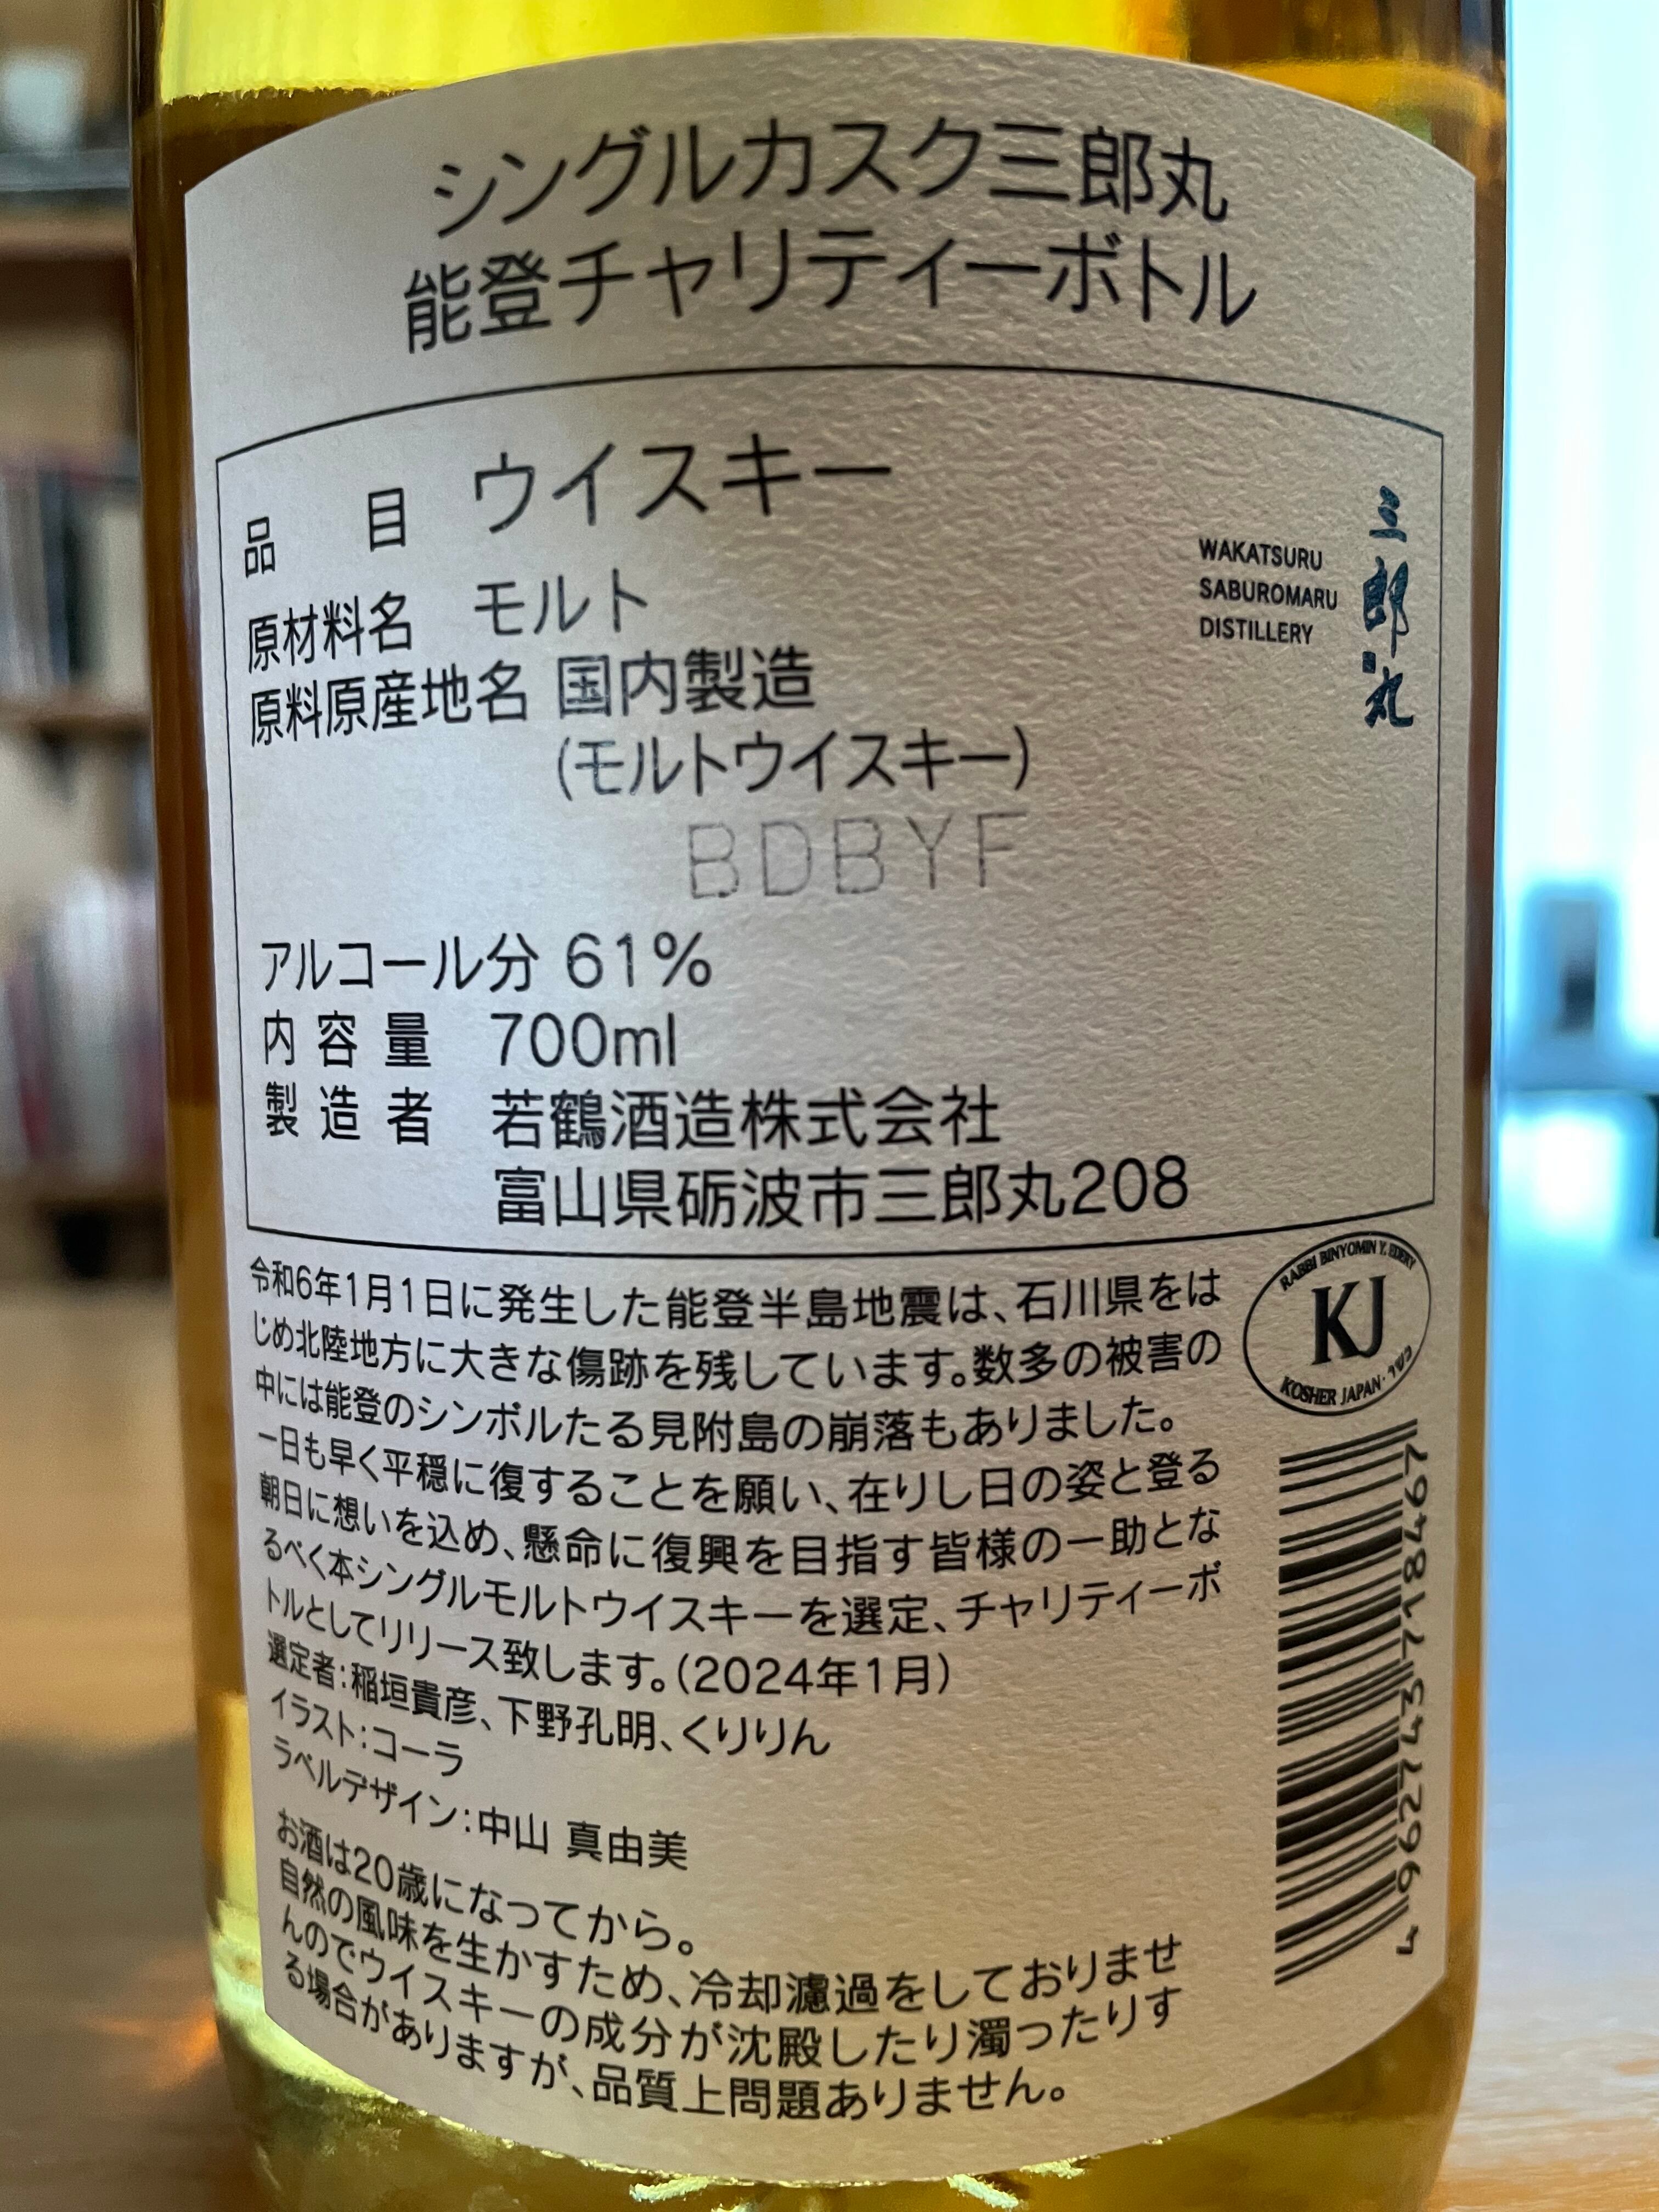 シングルカスク三郎丸
能登チャリティーボトル
品目 ウイスキー
原材料名 モルト
原料原産地名 国内製造
(モルトウイスキー)
BDBYF
アルコール分 61%
内容量 700ml
製造者 若鶴酒造株式会社
富山県砺波市三郎丸208
WAKATSURU
SABUROMARU
DISTILLERY
三郎丸
令和6年1月1日に発生した能登半島地震は、石川県をは
じめ北陸地方に大きな傷跡を残しています。数多の被害の
中には能登のシンボルたる見附島の崩落もありました。
一日も早く平穏に復することを願い、在りし日の姿と登る
朝日に想いを込め、懸命に復興を目指す皆様の一助とな
るべく本シングルモルトウイスキーを選定、チャリティーボ
トルとしてリリース致します。(2024年1月)
選定者:稲垣貴彦、下野孔明、くりりん
イラスト:コーラ
ラベルデザイン:中山 真由美
お酒は20歳になってから。
自然の風味を生かすため、冷却濾過をしておりませ
んのでウイスキーの成分が沈殿したり濁ったりす
る場合がありますが、品質上問題ありません。
RABBI BINYOMIN Y. EDERY
KJ
KOSHER JAPAN · כשר
4 962743 718497